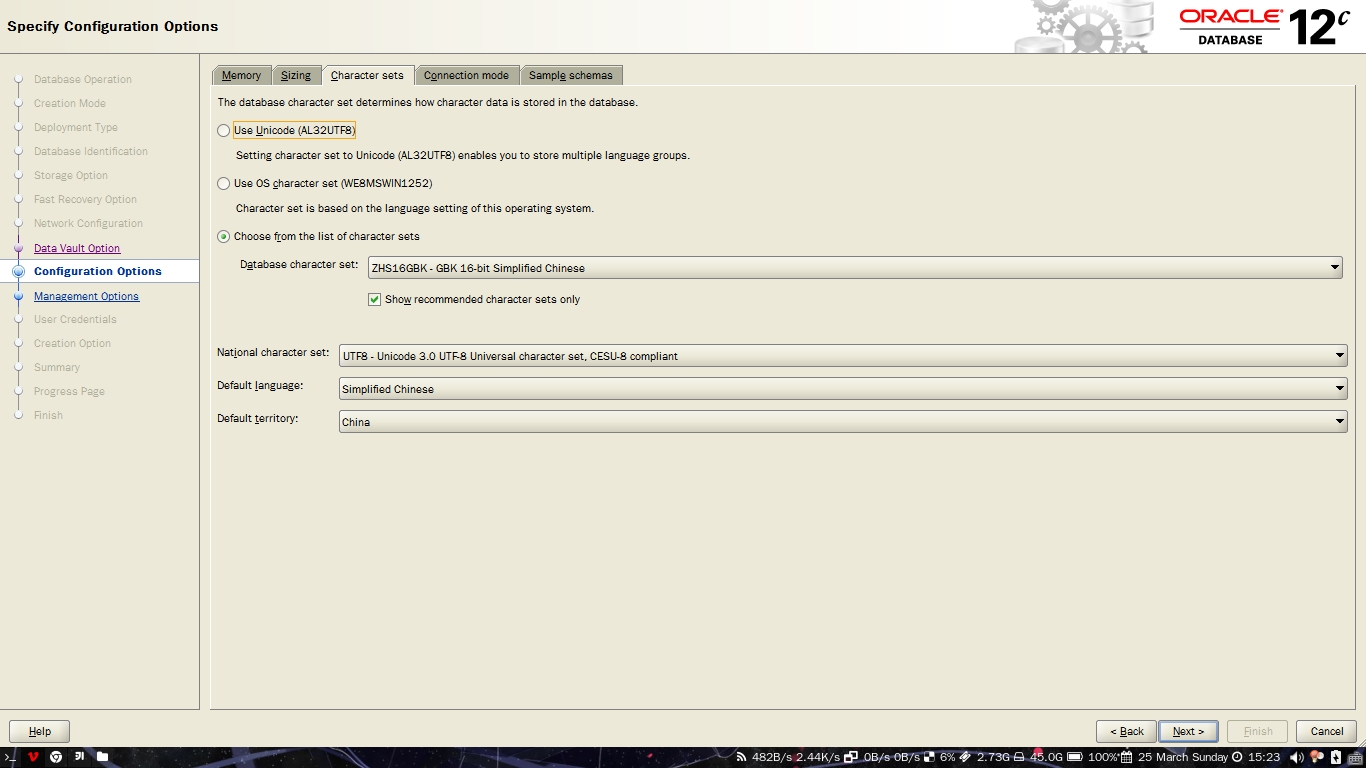 Specify Configuration Options
ORACLE®
DATABASE
12c
Database Operation
Creation Mode
Deployment Type
Database Identification
Storage Option
Fast Recovery Option
Network Configuration
Data Vault Option
Configuration Options
Management Options
User Credentials
Creation Option
Summary
Progress Page
Finish
Memory Sizing Character sets Connection mode Sample schemas
The database character set determines how character data is stored in the database.
Use Unicode (AL32UTF8)
Setting character set to Unicode (AL32UTF8) enables you to store multiple language groups.
Use OS character set (WE8MSWIN1252)
Character set is based on the language setting of this operating system.
Choose from the list of character sets
Database character set: ZHS16GBK - GBK 16-bit Simplified Chinese
Show recommended character sets only
National character set: UTF8 - Unicode 3.0 UTF-8 Universal character set, CESU-8 compliant
Default language: Simplified Chinese
Default territory: China
Help < Back Next > Finish Cancel
482B/s 2.44K/s 0B/s 0B/s 6% 2.73G 45.0G 100%* 25 March Sunday 15:23